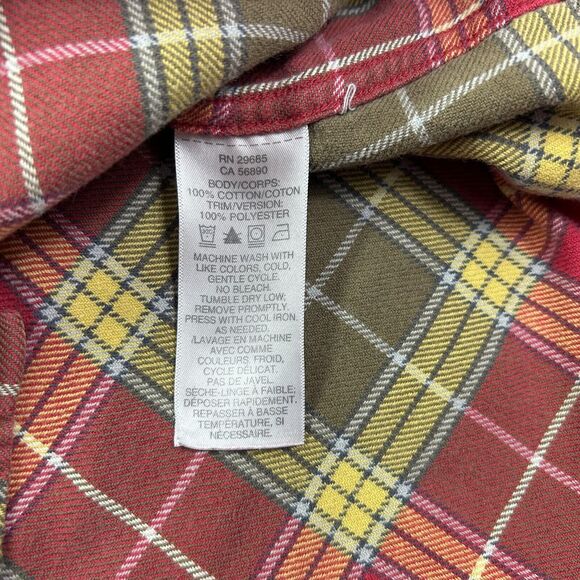 RN 29685
CA 56890
BODY/CORPS:
100% COTTON/COTON
TRIM/VERSION:
100% POLYESTER
MACHINE WASH WITH
LIKE COLORS, COLD,
GENTLE CYCLE.
NO BLEACH.
TUMBLE DRY LOW;
REMOVE PROMPTLY.
PRESS WITH COOL IRON.
AS NEEDED.
/LAVAGE EN MACHINE
AVEC COMME
COULEURS, FROID,
CYCLE DÉLICAT.
PAS DE JAVEL.
SÈCHE-LINGE À FAIBLE;
DÉPOSER RAPIDEMENT.
REPASSER À BASSE
TEMPÉRATURE, SI
NÉCESSAIRE.